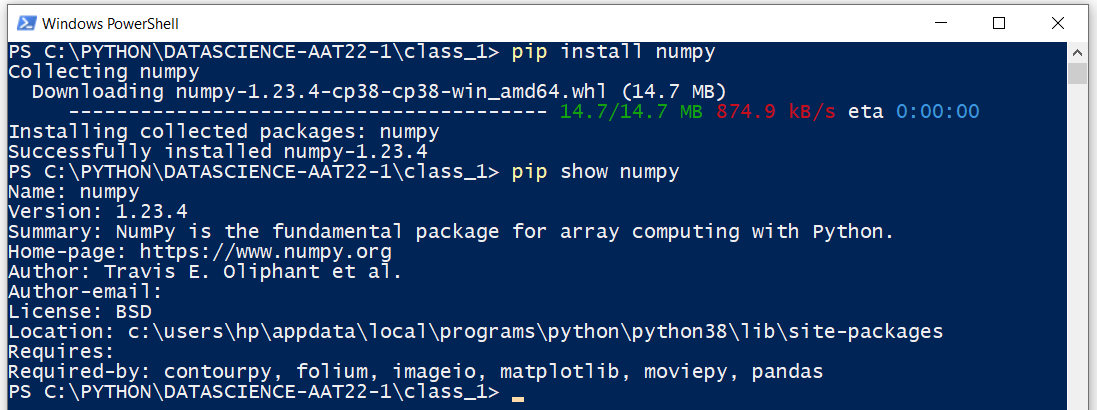 Windows PowerShell
PS C:\PYTHON\DATASCIENCE-AAT22-1\class_1> pip install numpy
Collecting numpy
  Downloading numpy-1.23.4-cp38-cp38-win_amd64.whl (14.7 MB)
     ---------------------------------------- 14.7/14.7 MB 874.9 kB/s eta 0:00:00
Installing collected packages: numpy
Successfully installed numpy-1.23.4
PS C:\PYTHON\DATASCIENCE-AAT22-1\class_1> pip show numpy
Name: numpy
Version: 1.23.4
Summary: NumPy is the fundamental package for array computing with Python.
Home-page: https://www.numpy.org
Author: Travis E. Oliphant et al.
Author-email:
License: BSD
Location: c:\users\hp\appdata\local\programs\python\python38\lib\site-packages
Requires:
Required-by: contourpy, folium, imageio, matplotlib, moviepy, pandas
PS C:\PYTHON\DATASCIENCE-AAT22-1\class_1>